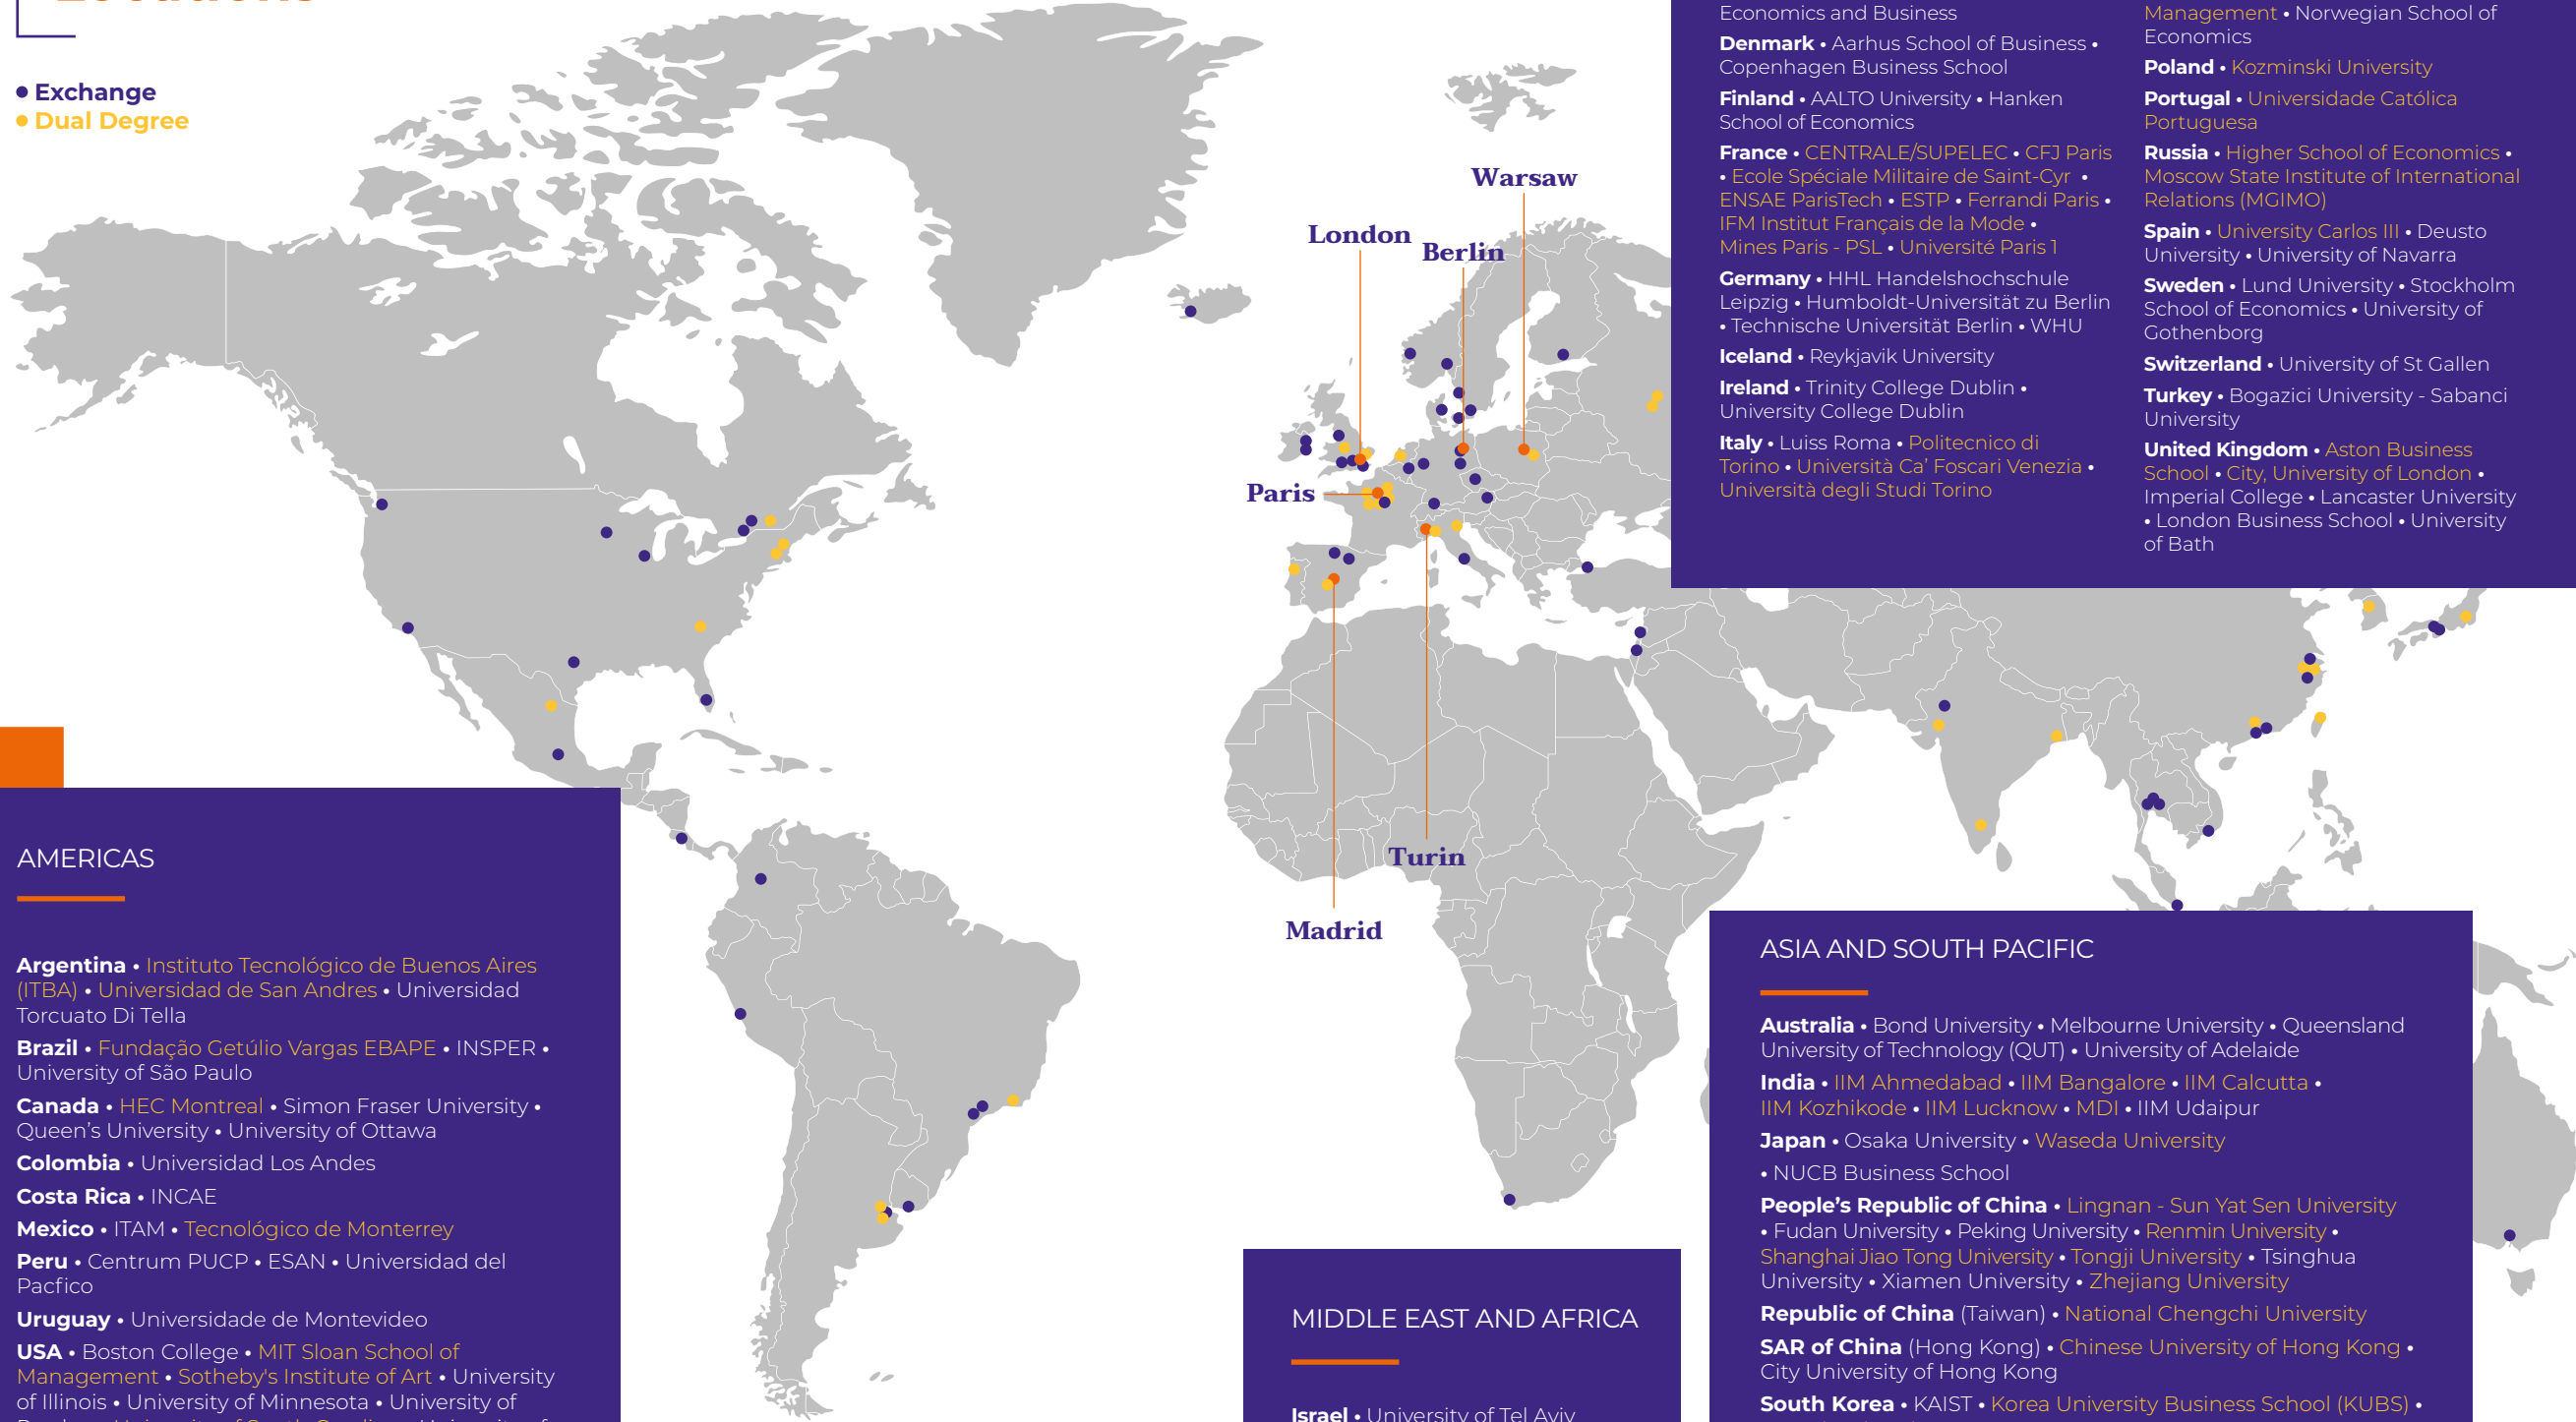 Locations
• Exchange
• Dual Degree
Warsaw
London
Berlin
Paris
Turin
Madrid
Economics and Business
Denmark • Aarhus School of Business •
Copenhagen Business School
Finland • AALTO University • Hanken
School of Economics
France • CENTRALE/SUPELEC • CFJ Paris
• Ecole Spéciale Militaire de Saint-Cyr •
ENSAE ParisTech • ESTP • Ferrandi Paris •
IFM Institut Français de la Mode •
Mines Paris - PSL • Université Paris 1
Germany • HHL Handelshochschule
Leipzig • Humboldt-Universität zu Berlin
• Technische Universität Berlin • WHU
Iceland • Reykjavik University
Ireland • Trinity College Dublin •
University College Dublin
Italy • Luiss Roma • Politecnico di
Torino • Università Ca’ Foscari Venezia •
Università degli Studi Torino
Management • Norwegian School of
Economics
Poland • Kozminski University
Portugal • Universidade Católica
Portuguesa
Russia • Higher School of Economics •
Moscow State Institute of International
Relations (MGIMO)
Spain • University Carlos III • Deusto
University • University of Navarra
Sweden • Lund University • Stockholm
School of Economics • University of
Gothenborg
Switzerland • University of St Gallen
Turkey • Bogazici University - Sabanci
University
United Kingdom • Aston Business
School • City, University of London •
Imperial College • Lancaster University
• London Business School • University
of Bath
AMERICAS
Argentina • Instituto Tecnológico de Buenos Aires
(ITBA) • Universidad de San Andres • Universidad
Torcuato Di Tella
Brazil • Fundação Getúlio Vargas EBAPE • INSPER •
University of São Paulo
Canada • HEC Montreal • Simon Fraser University •
Queen’s University • University of Ottawa
Colombia • Universidad Los Andes
Costa Rica • INCAE
Mexico • ITAM • Tecnológico de Monterrey
Peru • Centrum PUCP • ESAN • Universidad del
Pacfico
Uruguay • Universidade de Montevideo
USA • Boston College • MIT Sloan School of
Management • Sotheby's Institute of Art • University
of Illinois • University of Minnesota • University of
MIDDLE EAST AND AFRICA
Israel • University of Tel Aviv
ASIA AND SOUTH PACIFIC
Australia • Bond University • Melbourne University • Queensland
University of Technology (QUT) • University of Adelaide
India • IIM Ahmedabad • IIM Bangalore • IIM Calcutta •
IIM Kozhikode • IIM Lucknow • MDI • IIM Udaipur
Japan • Osaka University • Waseda University
• NUCB Business School
People’s Republic of China • Lingnan - Sun Yat Sen University
• Fudan University • Peking University • Renmin University •
Shanghai Jiao Tong University • Tongji University • Tsinghua
University • Xiamen University • Zhejiang University
Republic of China (Taiwan) • National Chengchi University
SAR of China (Hong Kong) • Chinese University of Hong Kong •
City University of Hong Kong
South Korea • KAIST • Korea University Business School (KUBS) •